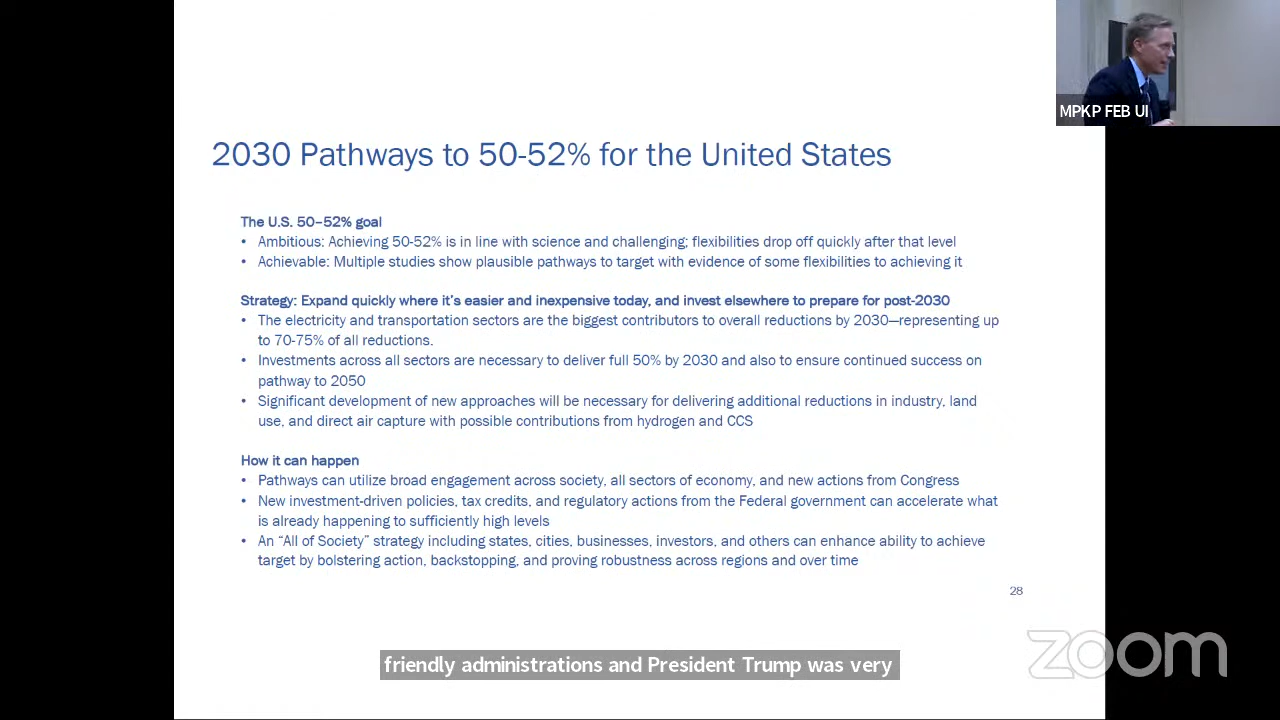 MPKP FEB UI
2030 Pathways to 50-52% for the United States
The U.S. 50–52% goal
• Ambitious: Achieving 50-52% is in line with science and challenging; flexibilities drop off quickly after that level
• Achievable: Multiple studies show plausible pathways to target with evidence of some flexibilities to achieving it
Strategy: Expand quickly where it's easier and inexpensive today, and invest elsewhere to prepare for post-2030
• The electricity and transportation sectors are the biggest contributors to overall reductions by 2030—representing up
to 70-75% of all reductions.
• Investments across all sectors are necessary to deliver full 50% by 2030 and also to ensure continued success on
pathway to 2050
• Significant development of new approaches will be necessary for delivering additional reductions in industry, land
use, and direct air capture with possible contributions from hydrogen and CCS
How it can happen
• Pathways can utilize broad engagement across society, all sectors of economy, and new actions from Congress
• New investment-driven policies, tax credits, and regulatory actions from the Federal government can accelerate what
is already happening to sufficiently high levels
• An “All of Society” strategy including states, cities, businesses, investors, and others can enhance ability to achieve
target by bolstering action, backstopping, and proving robustness across regions and over time
28
friendly administrations and President Trump was very
zoom